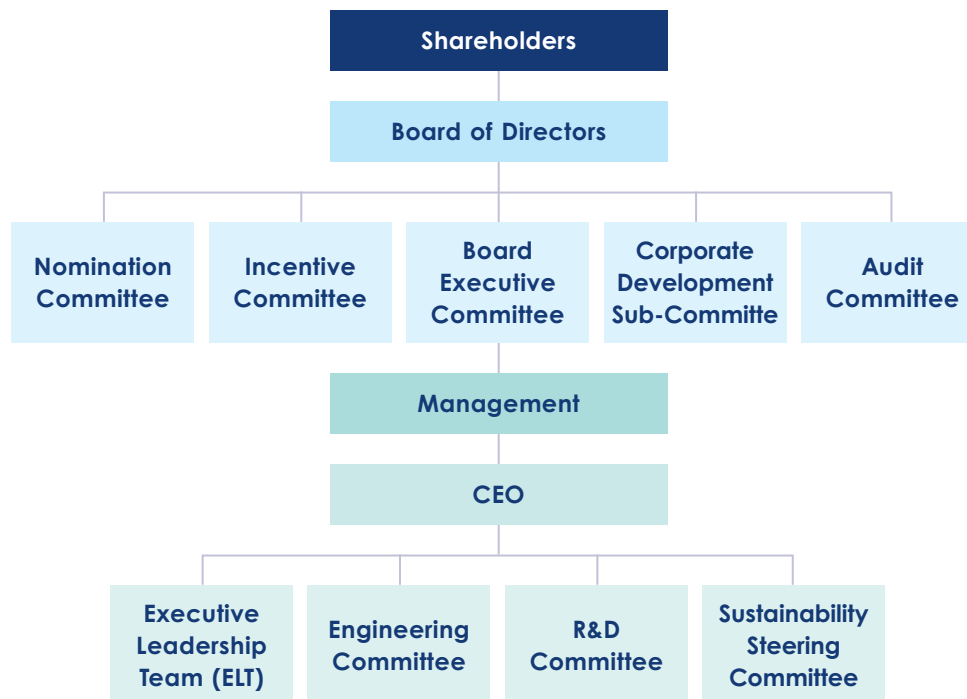 Shareholders
Board of Directors
Nomination
Committee
Incentive
Committee
Board
Executive
Committee
Corporate
Development
Sub-Committe
Audit
Committee
Management
CEO
Executive
Leadership
Team (ELT)
Engineering
Committee
R&D
Committee
Sustainability
Steering
Committee